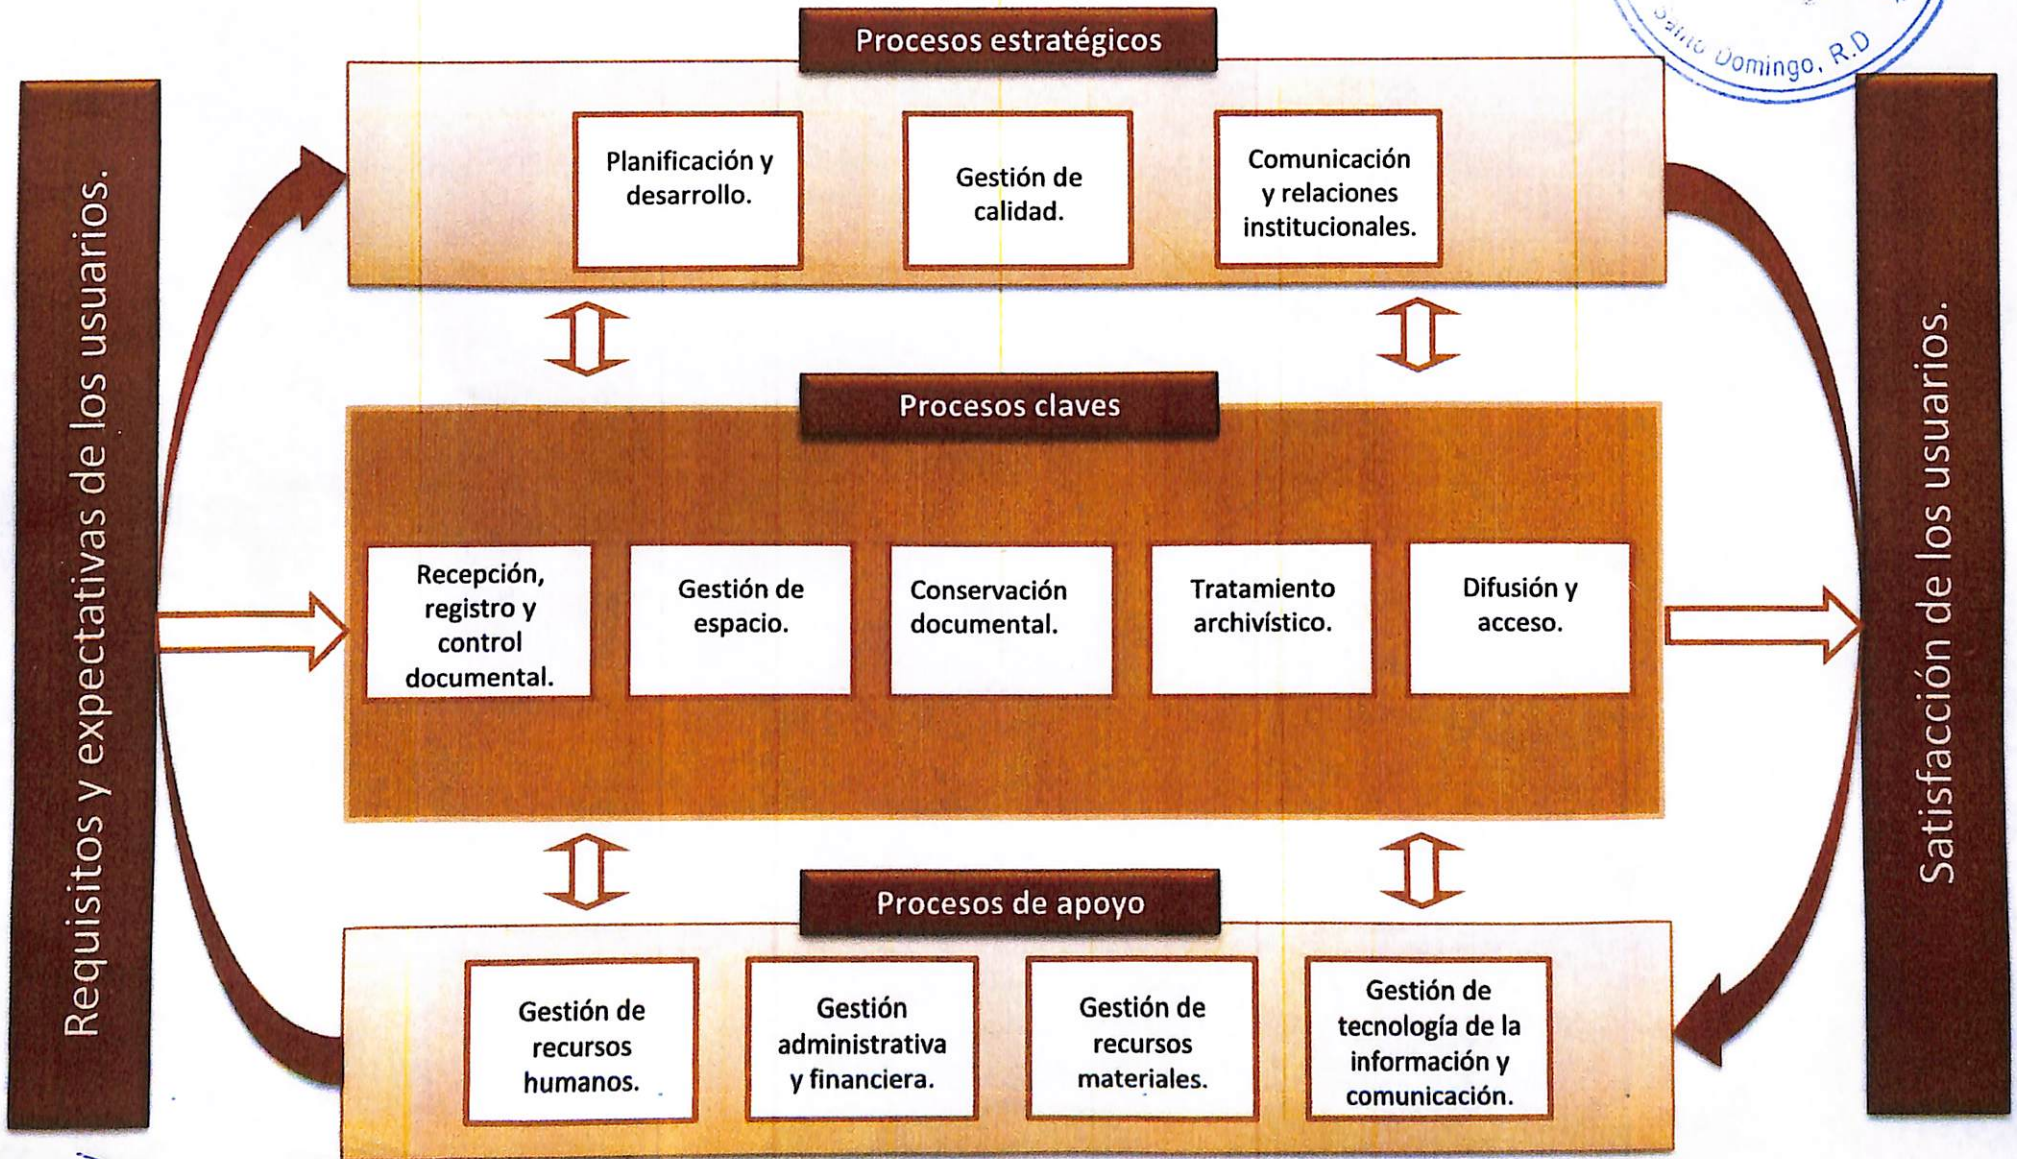 Procesos estratégicos
Santo Domingo, R.D
Requisitos y expectativas de los usuarios.
Planificación y
desarrollo.
Gestión de
calidad.
Comunicación
y relaciones
institucionales.
Satisfacción de los usuarios.
Procesos claves
Recepción,
registro y
control
documental.
Gestión de
espacio.
Conservación
documental.
Tratamiento
archivístico.
Difusión y
acceso.
Procesos de apoyo
Gestión de
recursos
humanos.
Gestión
administrativa
y financiera.
Gestión de
recursos
materiales.
Gestión de
tecnología de la
información y
comunicación.